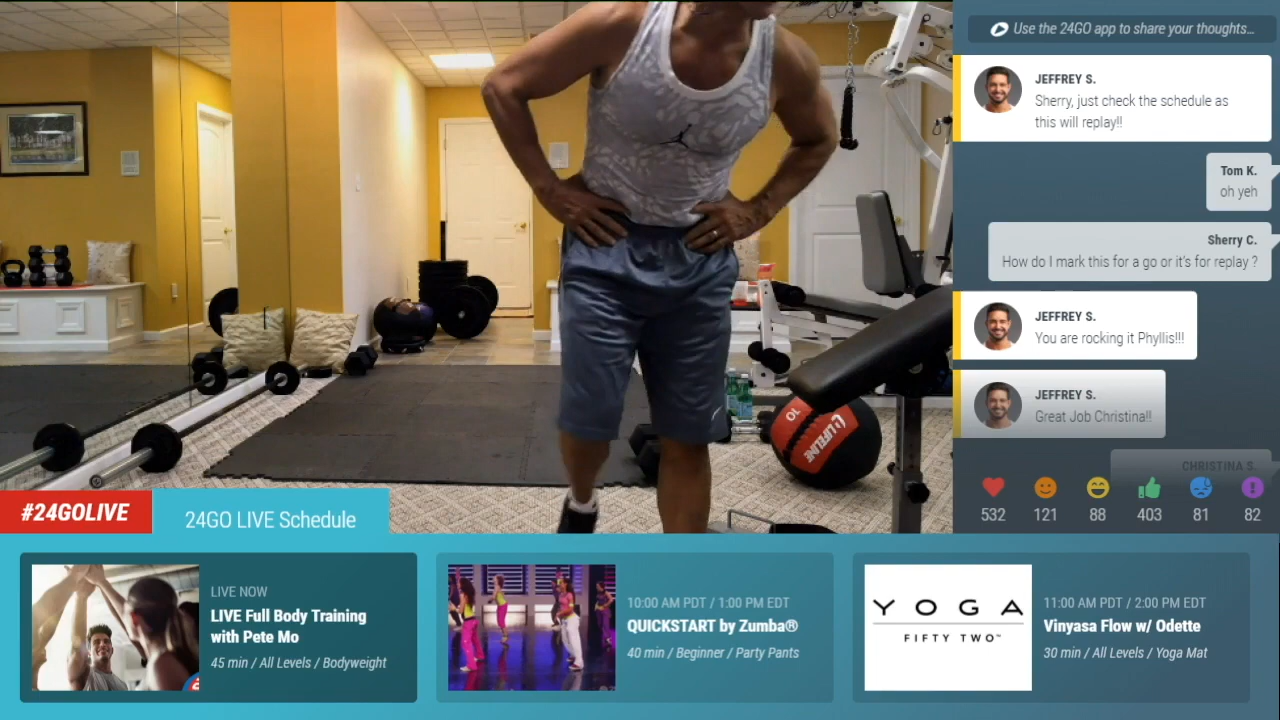 Use the 24GO app to share your thoughts...
JEFFREY S.
Sherry, just check the schedule as
this will replay!!
Tom K.
oh yeh
Sherry C.
How do I mark this for a go or it's for replay ?
JEFFREY S.
You are rocking it Phyllis!!!
JEFFREY S.
Great Job Christina!!
CHRISTINA S.
532
121
88
403
81
82
10
LIFELINE
#24GOLIVE
24GO LIVE Schedule
LIVE NOW
LIVE Full Body Training
with Pete Mo
45 min / All Levels / Bodyweight
10:00 AM PDT / 1:00 PM EDT
QUICKSTART by Zumba®
40 min / Beginner / Party Pants
YOGA
FIFTY TWO™
11:00 AM PDT / 2:00 PM EDT
Vinyasa Flow w/ Odette
30 min / All Levels / Yoga Mat